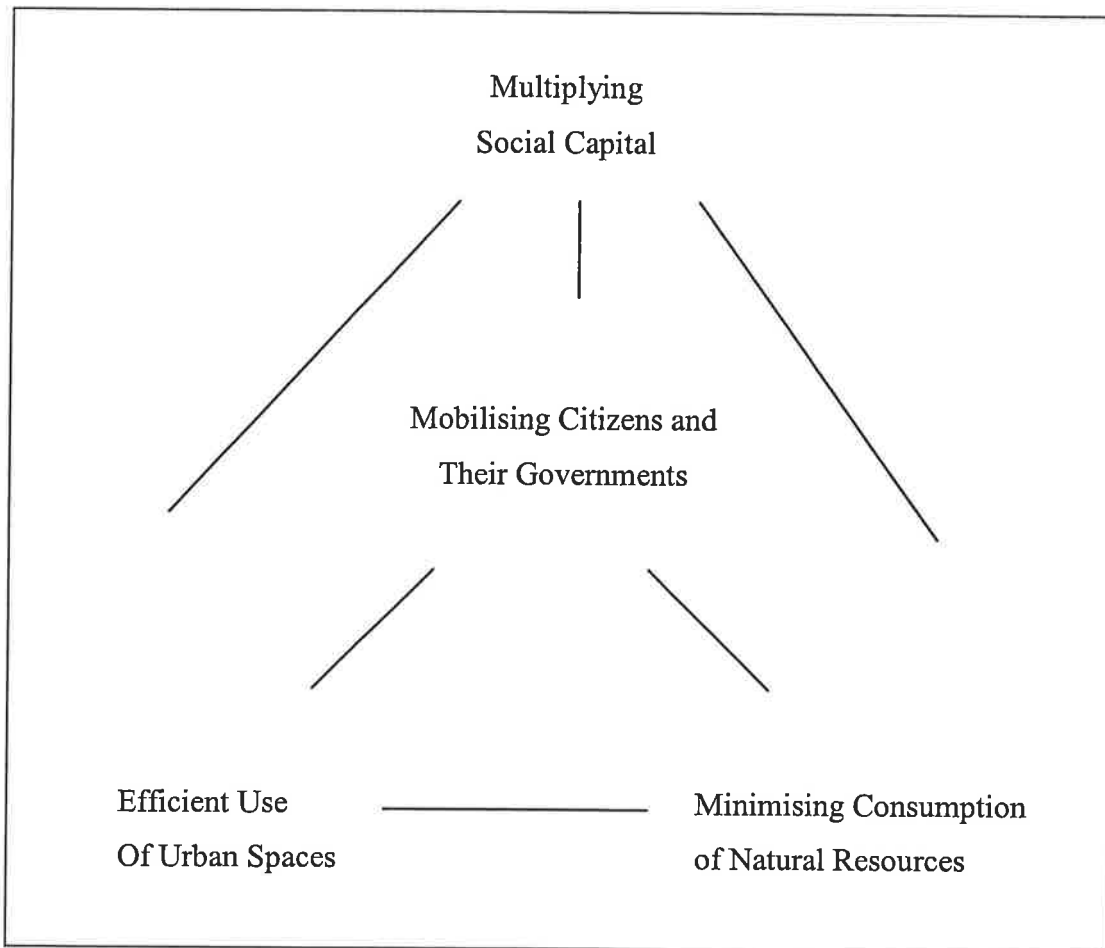 Multiplying
Social Capital
Mobilising Citizens and
Their Governments
Efficient Use
Of Urban Spaces
Minimising Consumption
of Natural Resources